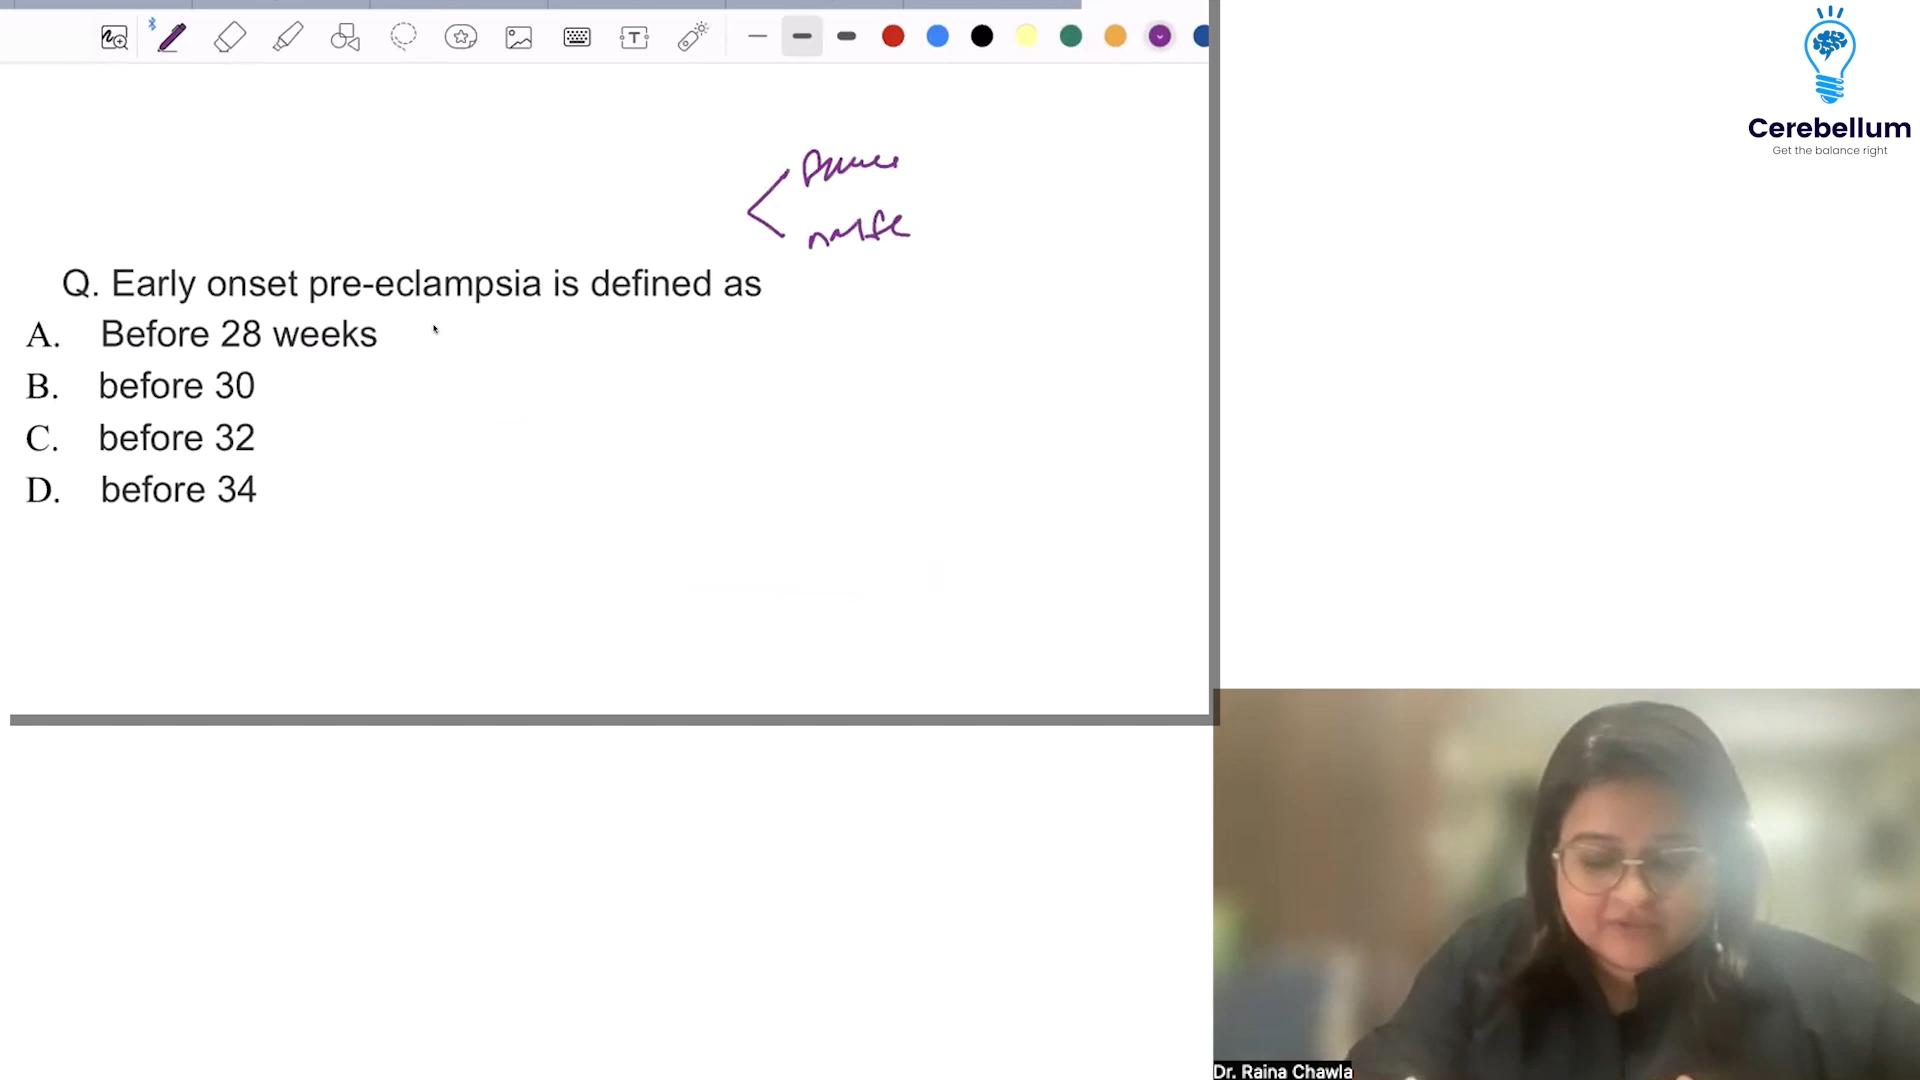 Cerebellum
Get the balance right
Q. Early onset pre-eclampsia is defined as
A. Before 28 weeks
B. before 30
C. before 32
D. before 34
Dr. Raina Chawla